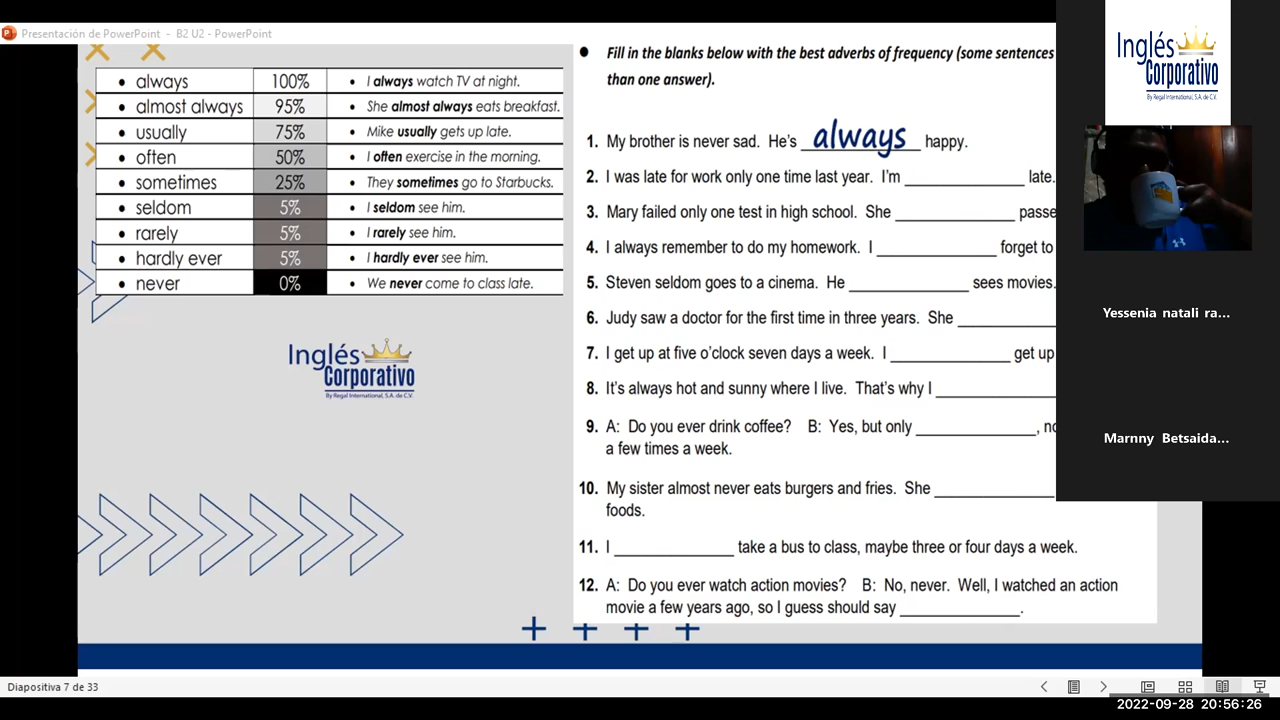 Presentación de PowerPoint - B2 U2 - PowerPoint
• always 100% • I always watch TV at night.
• almost always 95% • She almost always eats breakfast.
• usually 75% • Mike usually gets up late.
• often 50% • I often exercise in the morning.
• sometimes 25% • They sometimes go to Starbucks.
• seldom 5% • I seldom see him.
• rarely 5% • I rarely see him.
• hardly ever 5% • I hardly ever see him.
• never 0% • We never come to class late.
Inglés
Corporativo
By Regal International, S.A. de C.V.
• Fill in the blanks below with the best adverbs of frequency (some sentences
than one answer).
1. My brother is never sad. He's always happy.
2. I was late for work only one time last year. I'm ____________ late.
3. Mary failed only one test in high school. She ____________ passe
4. I always remember to do my homework. I ____________ forget to
5. Steven seldom goes to a cinema. He ____________ sees movies.
6. Judy saw a doctor for the first time in three years. She ____________
7. I get up at five o'clock seven days a week. I ____________ get up
8. It's always hot and sunny where I live. That's why I ____________
9. A: Do you ever drink coffee? B: Yes, but only ____________, no
a few times a week.
10. My sister almost never eats burgers and fries. She ____________
foods.
11. I ____________ take a bus to class, maybe three or four days a week.
12. A: Do you ever watch action movies? B: No, never. Well, I watched an action
movie a few years ago, so I guess should say ____________.
Inglés
Corporativo
By Regal International, S.A. de C.V.
Yessenia natali ra...
Marnny Betsaida...
Diapositiva 7 de 33
2022-09-28 20:56:26